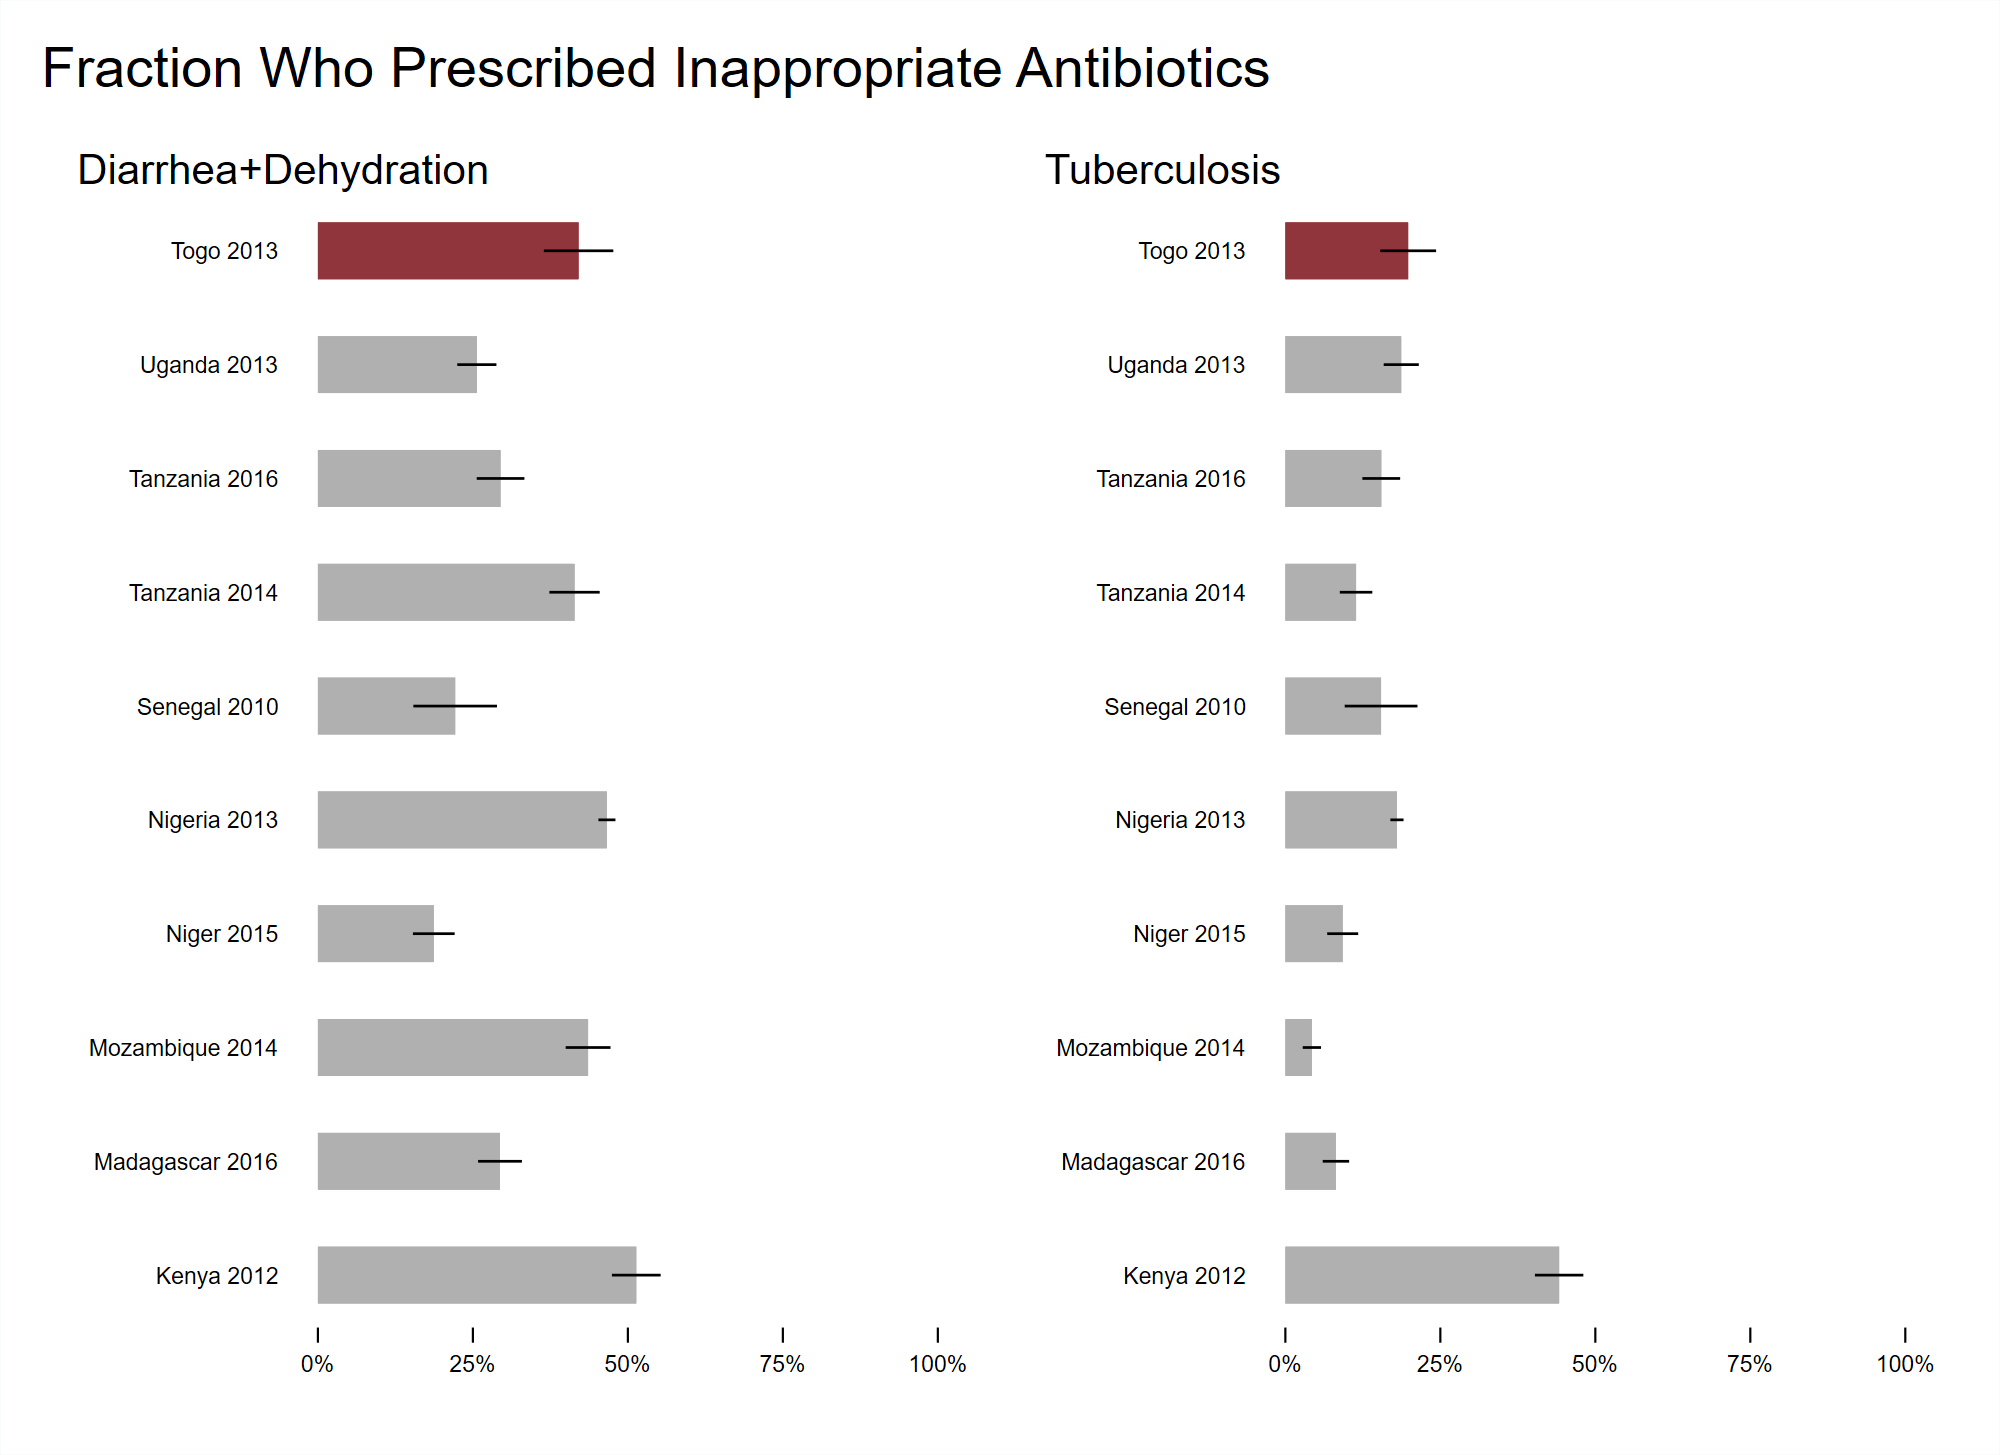 Fraction Who Prescribed Inappropriate Antibiotics
Diarrhea+Dehydration
Togo 2013
Uganda 2013
Tanzania 2016
Tanzania 2014
Senegal 2010
Nigeria 2013
Niger 2015
Mozambique 2014
Madagascar 2016
Kenya 2012
0% 25% 50% 75% 100%
Tuberculosis
Togo 2013
Uganda 2013
Tanzania 2016
Tanzania 2014
Senegal 2010
Nigeria 2013
Niger 2015
Mozambique 2014
Madagascar 2016
Kenya 2012
0% 25% 50% 75% 100%